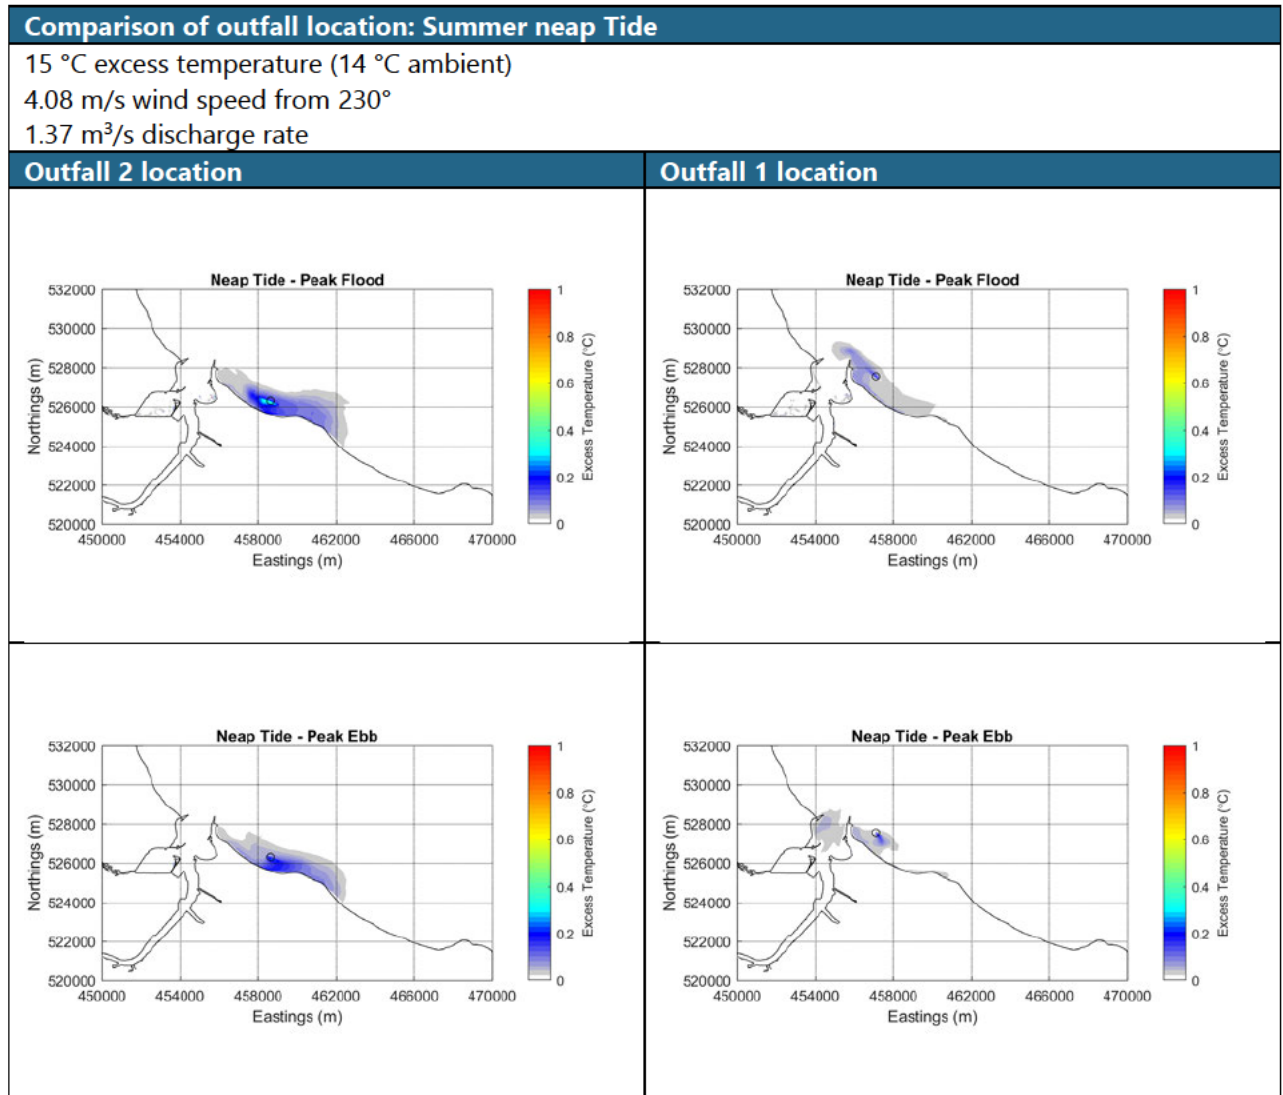 Comparison of outfall location: Summer neap Tide
15 °C excess temperature (14 °C ambient)
4.08 m/s wind speed from 230°
1.37 m³/s discharge rate
Outfall 2 location
Outfall 1 location
Neap Tide - Peak Flood
532000
530000
528000
526000
524000
522000
520000
Northings (m)
450000 454000 458000 462000 466000 470000
Eastings (m)
1
0.8
0.6
0.4
0.2
0
Excess Temperature (°C)
Neap Tide - Peak Flood
532000
530000
528000
526000
524000
522000
520000
Northings (m)
450000 454000 458000 462000 466000 470000
Eastings (m)
1
0.8
0.6
0.4
0.2
0
Excess Temperature (°C)
Neap Tide - Peak Ebb
532000
530000
528000
526000
524000
522000
520000
Northings (m)
450000 454000 458000 462000 466000 470000
Eastings (m)
1
0.8
0.6
0.4
0.2
0
Excess Temperature (°C)
Neap Tide - Peak Ebb
532000
530000
528000
526000
524000
522000
520000
Northings (m)
450000 454000 458000 462000 466000 470000
Eastings (m)
1
0.8
0.6
0.4
0.2
0
Excess Temperature (°C)